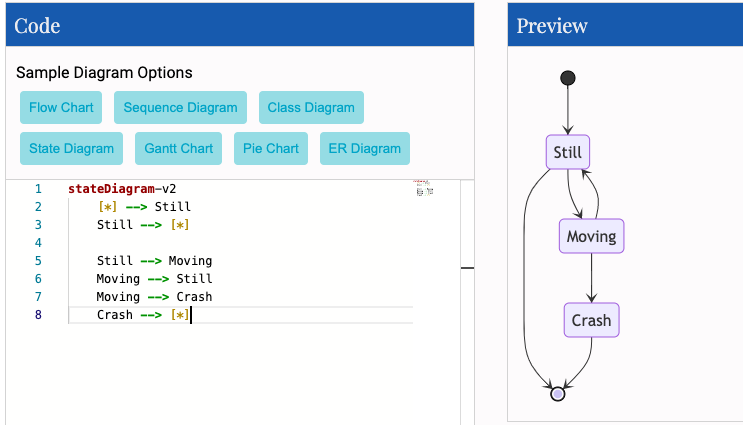 Code
Sample Diagram Options
Flow Chart
Sequence Diagram
Class Diagram
State Diagram
Gantt Chart
Pie Chart
ER Diagram
1 stateDiagram-v2
2 [*] --> Still
3 Still --> [*]
4
5 Still --> Moving
6 Moving --> Still
7 Moving --> Crash
8 Crash --> [*]
Preview
Still
Moving
Crash